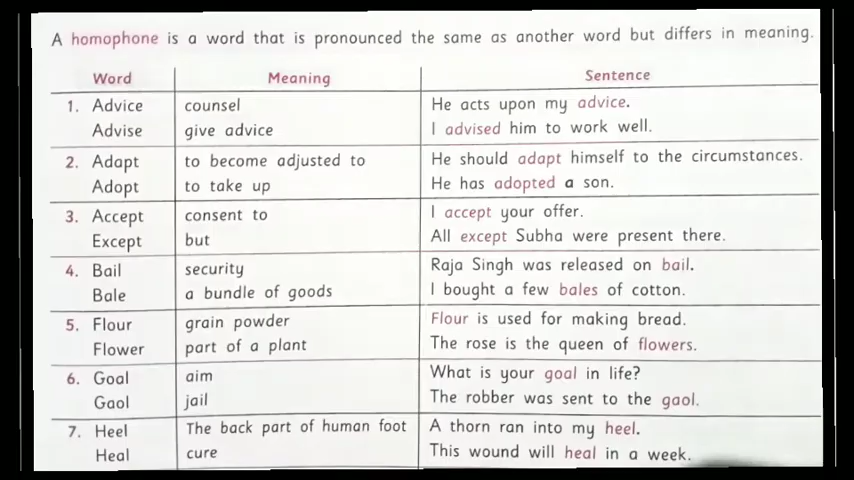 A homophone is a word that is pronounced the same as another word but differs in meaning.
Word Meaning Sentence
1. Advice counsel He acts upon my advice.
Advise give advice I advised him to work well.
2. Adapt to become adjusted to He should adapt himself to the circumstances.
Adopt to take up He has adopted a son.
3. Accept consent to I accept your offer.
Except but All except Subha were present there.
4. Bail security Raja Singh was released on bail.
Bale a bundle of goods I bought a few bales of cotton.
5. Flour grain powder Flour is used for making bread.
Flower part of a plant The rose is the queen of flowers.
6. Goal aim What is your goal in life?
Gaol jail The robber was sent to the gaol.
7. Heel The back part of human foot A thorn ran into my heel.
Heal cure This wound will heal in a week.